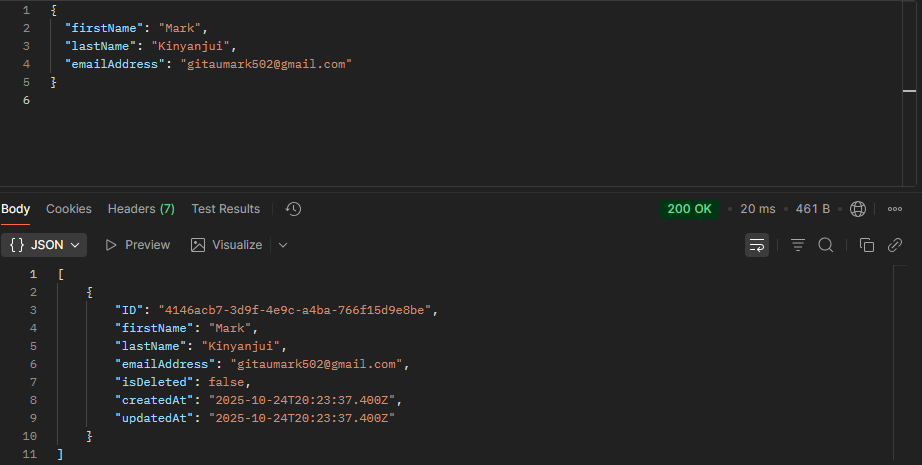 1 {
2 "firstName": "Mark",
3 "lastName": "Kinyanjui",
4 "emailAddress": "gitaumark502@gmail.com"
5 }
6
Body Cookies Headers (7) Test Results 200 OK 20 ms 461 B
{} JSON Preview Visualize
1 [
2 {
3 "ID": "4146acb7-3d9f-4e9c-a4ba-766f15d9e8be",
4 "firstName": "Mark",
5 "lastName": "Kinyanjui",
6 "emailAddress": "gitaumark502@gmail.com",
7 "isDeleted": false,
8 "createdAt": "2025-10-24T20:23:37.400Z",
9 "updatedAt": "2025-10-24T20:23:37.400Z"
10 }
11 ]